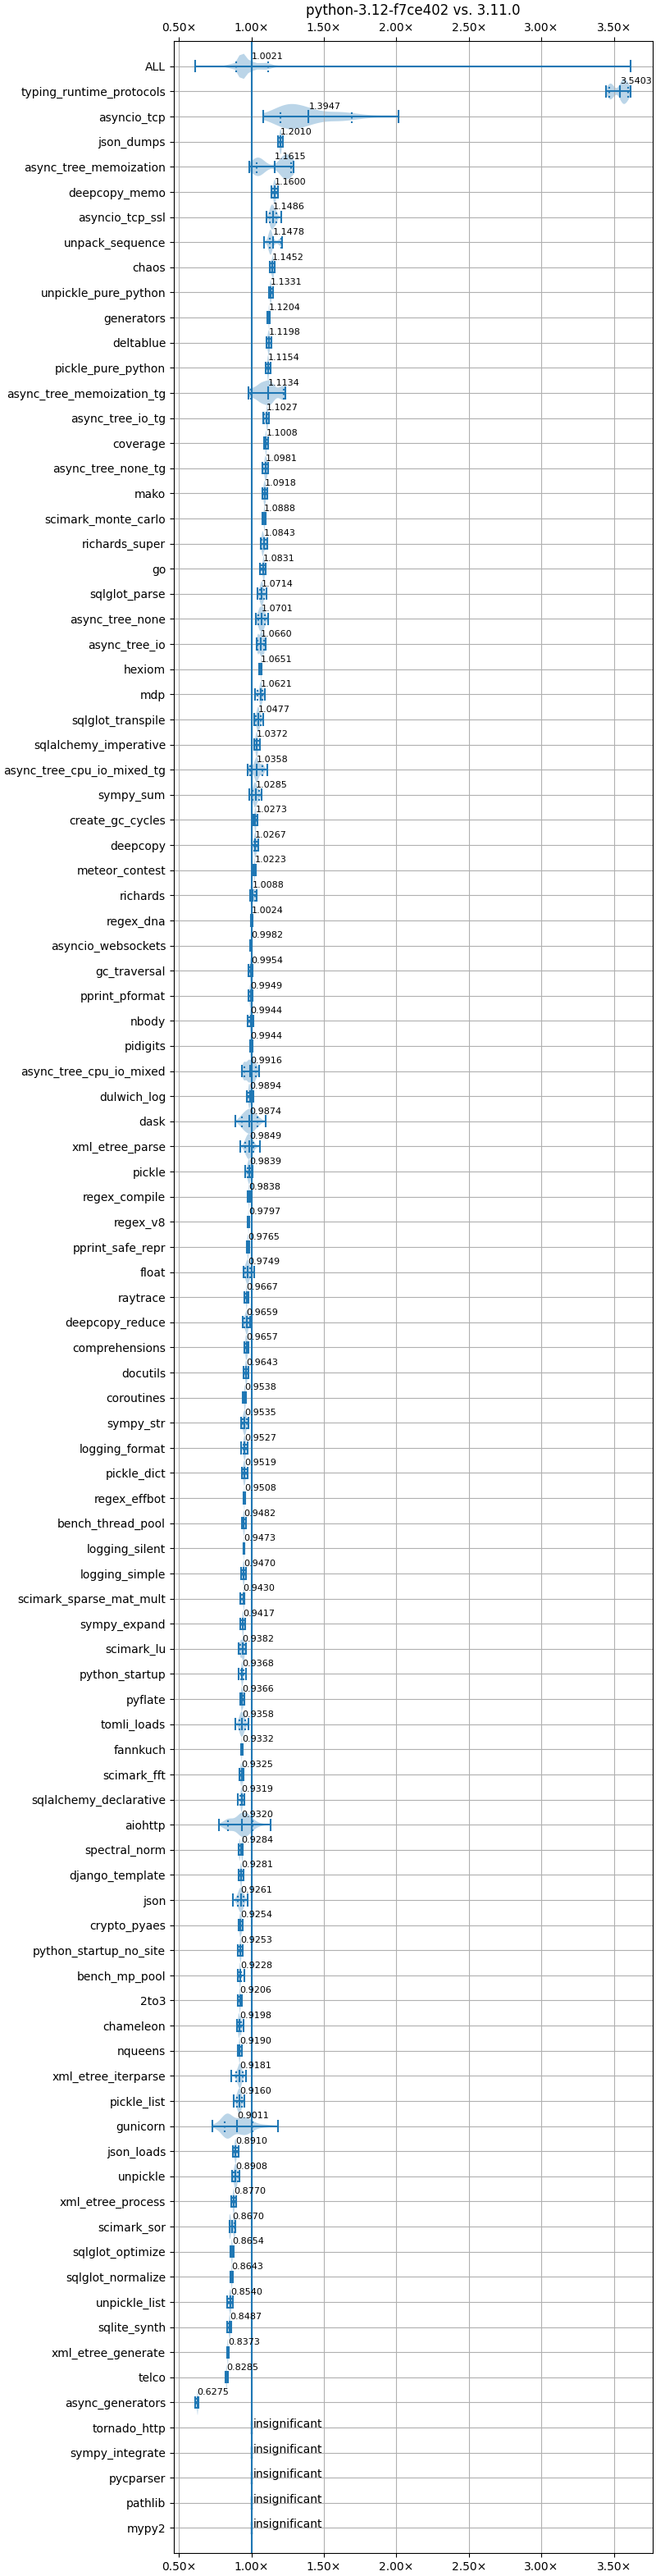 python-3.12-f7ce402 vs. 3.11.0
0.50× 1.00× 1.50× 2.00× 2.50× 3.00× 3.50×
ALL 1.0021
typing_runtime_protocols 3.5403
asyncio_tcp 1.3947
json_dumps 1.2010
async_tree_memoization 1.1615
deepcopy_memo 1.1600
asyncio_tcp_ssl 1.1486
unpack_sequence 1.1478
chaos 1.1452
unpickle_pure_python 1.1331
generators 1.1204
deltablue 1.1198
pickle_pure_python 1.1154
async_tree_memoization_tg 1.1134
async_tree_io_tg 1.1027
coverage 1.1008
async_tree_none_tg 1.0981
mako 1.0918
scimark_monte_carlo 1.0888
richards_super 1.0843
go 1.0831
sqlglot_parse 1.0714
async_tree_none 1.0701
async_tree_io 1.0660
hexiom 1.0651
mdp 1.0621
sqlglot_transpile 1.0477
sqlalchemy_imperative 1.0372
async_tree_cpu_io_mixed_tg 1.0358
sympy_sum 1.0285
create_gc_cycles 1.0273
deepcopy 1.0267
meteor_contest 1.0223
richards 1.0088
regex_dna 1.0024
asyncio_websockets 0.9982
gc_traversal 0.9954
pprint_pformat 0.9949
nbody 0.9944
pidigits 0.9944
async_tree_cpu_io_mixed 0.9916
dulwich_log 0.9894
dask 0.9874
xml_etree_parse 0.9849
pickle 0.9839
regex_compile 0.9838
regex_v8 0.9797
pprint_safe_repr 0.9765
float 0.9749
raytrace 0.9667
deepcopy_reduce 0.9659
comprehensions 0.9657
docutils 0.9643
coroutines 0.9538
sympy_str 0.9535
logging_format 0.9527
pickle_dict 0.9519
regex_effbot 0.9508
bench_thread_pool 0.9482
logging_silent 0.9473
logging_simple 0.9470
scimark_sparse_mat_mult 0.9430
sympy_expand 0.9417
scimark_lu 0.9382
python_startup 0.9368
pyflate 0.9366
tomli_loads 0.9358
fannkuch 0.9332
scimark_fft 0.9325
sqlalchemy_declarative 0.9319
aiohttp 0.9320
spectral_norm 0.9284
django_template 0.9281
json 0.9261
crypto_pyaes 0.9254
python_startup_no_site 0.9253
bench_mp_pool 0.9228
2to3 0.9206
chameleon 0.9198
nqueens 0.9190
xml_etree_iterparse 0.9181
pickle_list 0.9160
gunicorn 0.9011
json_loads 0.8910
unpickle 0.8908
xml_etree_process 0.8770
scimark_sor 0.8670
sqlglot_optimize 0.8654
sqlglot_normalize 0.8643
unpickle_list 0.8540
sqlite_synth 0.8487
xml_etree_generate 0.8373
telco 0.8285
async_generators 0.6275
tornado_http insignificant
sympy_integrate insignificant
pycparser insignificant
pathlib insignificant
mypy2 insignificant
0.50× 1.00× 1.50× 2.00× 2.50× 3.00× 3.50×